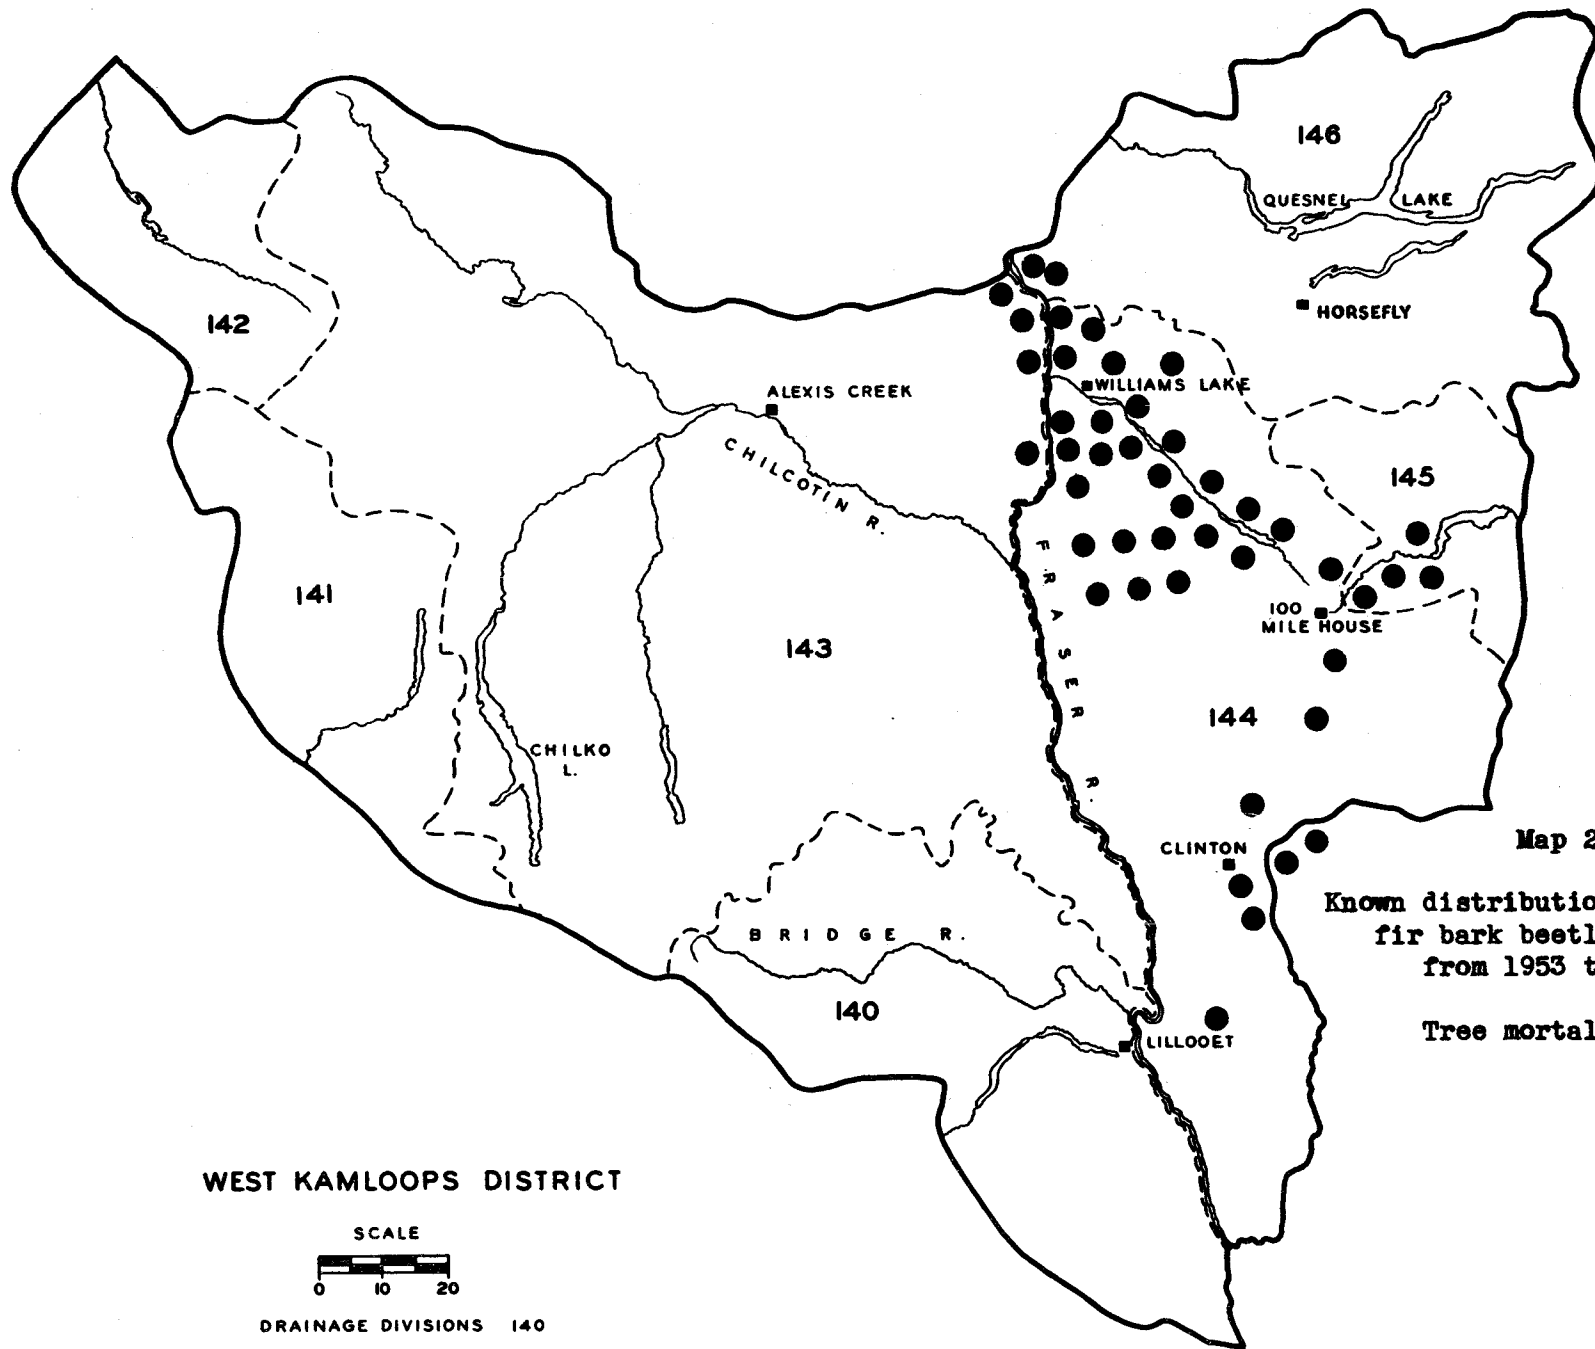 146
QUESNEL LAKE
HORSEFLY
142
WILLIAMS LAKE
ALEXIS CREEK
CHILCOTIN R.
145
141
FRASER R.
100
MILE HOUSE
143
144
CHILKO
L.
CLINTON
BRIDGE R.
140
LILLOOET
Map 2
Known distributio
fir bark beetl
from 1953 t
Tree mortal
WEST KAMLOOPS DISTRICT
SCALE
0 10 20
DRAINAGE DIVISIONS 140